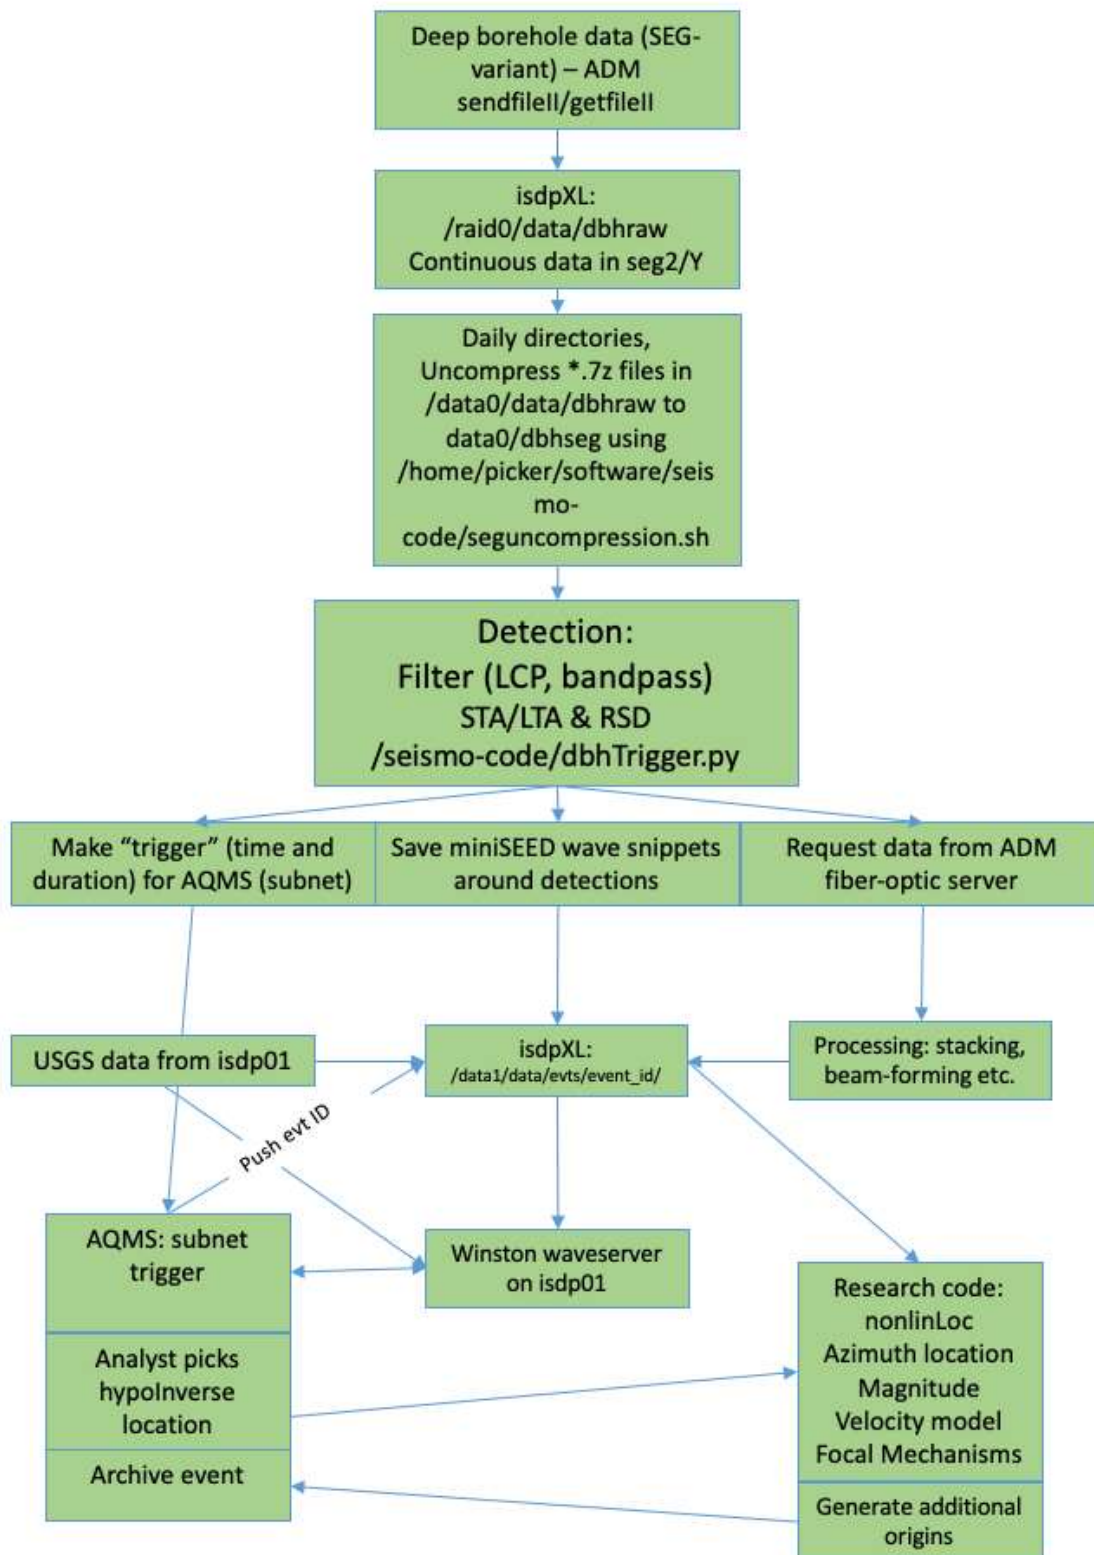 Deep borehole data (SEG-
variant) – ADM
sendfileII/getfileII
isdpXL:
/raid0/data/dbhraw
Continuous data in seg2/Y
Daily directories,
Uncompress *.7z files in
/data0/data/dbhraw to
data0/dbhseg using
/home/picker/software/seis
mo-
code/seguncompression.sh
Detection:
Filter (LCP, bandpass)
STA/LTA & RSD
/seismo-code/dbhTrigger.py
Make “trigger” (time and
duration) for AQMS (subnet)
Save miniSEED wave snippets
around detections
Request data from ADM
fiber-optic server
USGS data from isdp01
isdpXL:
/data1/data/evts/event_id/
Processing: stacking,
beam-forming etc.
Push evt ID
AQMS: subnet
trigger
Winston waveserver
on isdp01
Analyst picks
hypoInverse
location
Archive event
Research code:
nonlinLoc
Azimuth location
Magnitude
Velocity model
Focal Mechanisms
Generate additional
origins